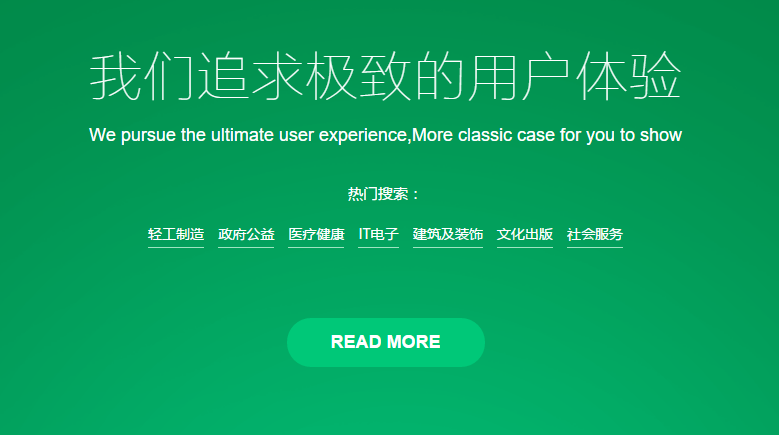 我们追求极致的用户体验
We pursue the ultimate user experience,More classic case for you to show
热门搜索：
轻工制造 政府公益 医疗健康 IT电子 建筑及装饰 文化出版 社会服务
READ MORE